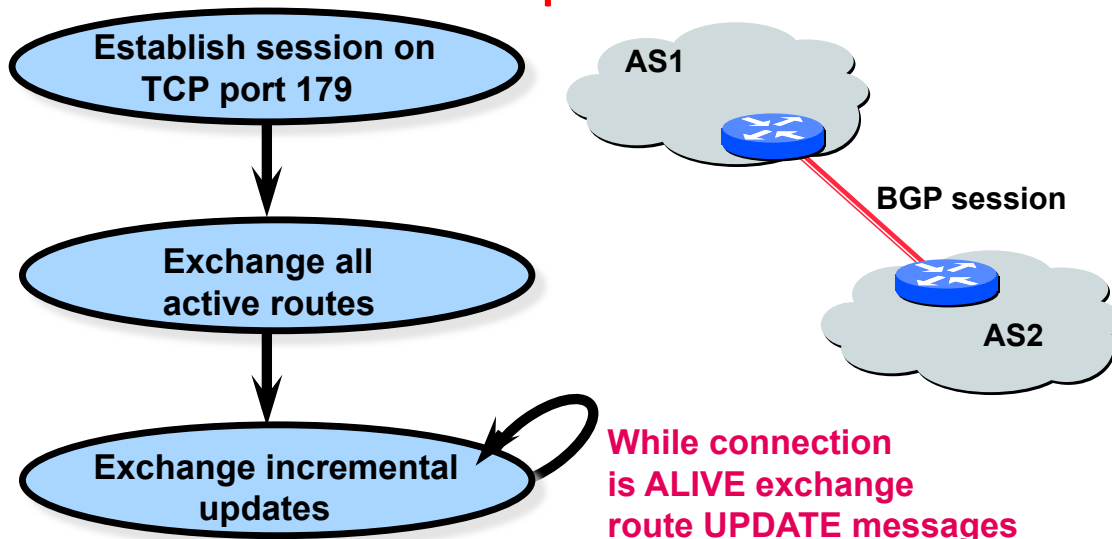 Establish session on
TCP port 179
AS1
BGP session
Exchange all
active routes
AS2
Exchange incremental
updates
While connection
is ALIVE exchange
route UPDATE messages